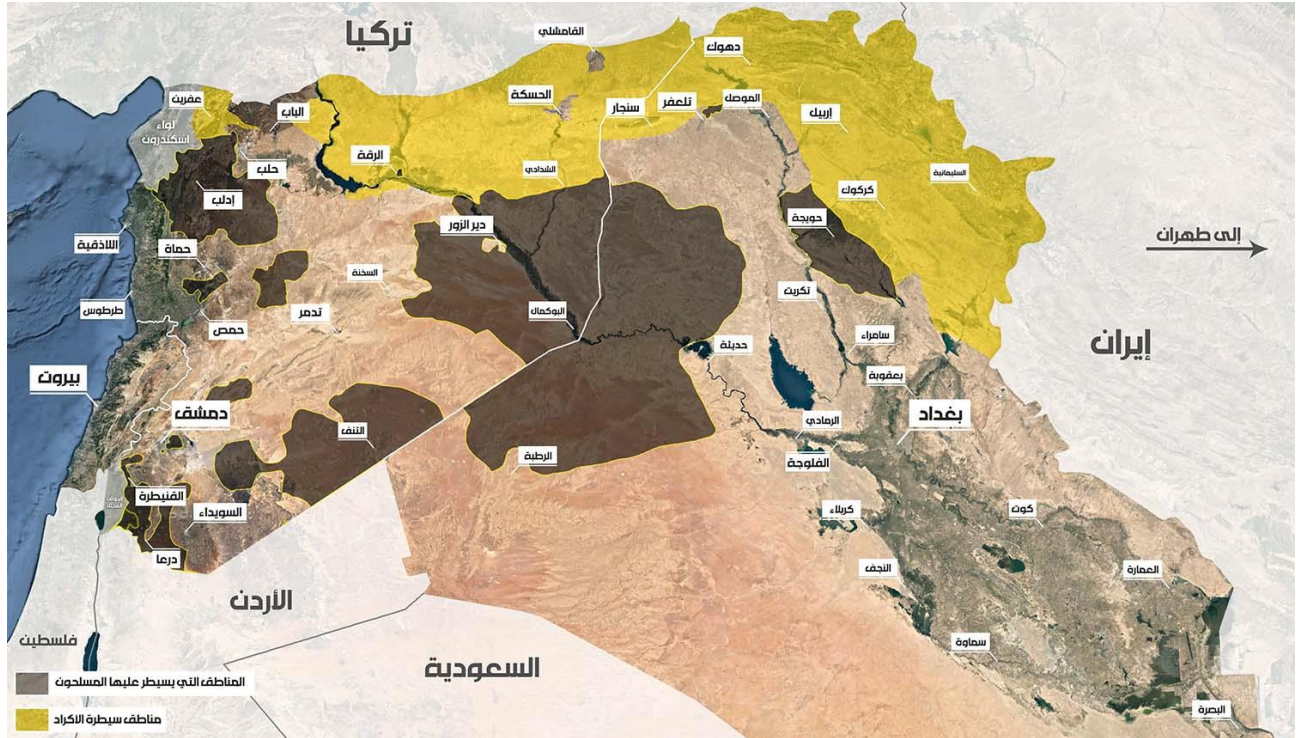 تركيا
القامشلي
دهوك
عفرين
الباب
الحسكة
سنجار
تلعفر
الموصل
إربيل
لواء
اسكندرون
حلب
الرقة
الشدادي
السليمانية
إدلب
كركوك
دير الزور
حويجة
اللاذقية
حماة
السخنة
إلى طهران
تكريت
طرطوس
تدمر
حمص
البوكمال
سامراء
حديثة
إيران
بيروت
بعقوبة
دمشق
بغداد
التنف
الرمادي
الرطبة
الفلوجة
القنيطرة
السويداء
كربلاء
كوت
درعا
النجف
العمارة
الأردن
فلسطين
سماوة
السعودية
المناطق التي يسيطر عليها المسلحون
مناطق سيطرة الاكراد
البصرة